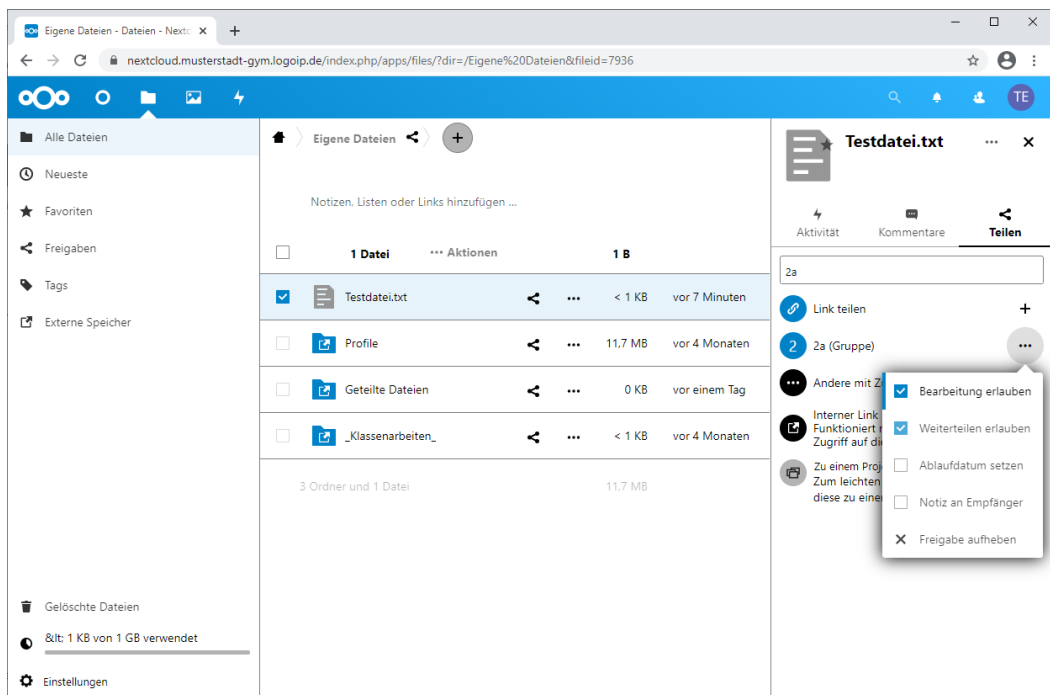 Eigene Dateien - Dateien - Nextc
nextcloud.musterstadt-gym.logoip.de/index.php/apps/files/?dir=/Eigene%20Dateien&fileid=7936
TE
Alle Dateien
Neueste
Favoriten
Freigaben
Tags
Externe Speicher
Gelöschte Dateien
&lt; 1 KB von 1 GB verwendet
Einstellungen
Eigene Dateien
Notizen, Listen oder Links hinzufügen ...
1 Datei ••• Aktionen 1 B
Testdatei.txt < 1 KB vor 7 Minuten
Profile 11,7 MB vor 4 Monaten
Geteilte Dateien 0 KB vor einem Tag
_Klassenarbeiten_ < 1 KB vor 4 Monaten
3 Ordner und 1 Datei 11,7 MB
Testdatei.txt
Aktivität Kommentare Teilen
2a
Link teilen
2 2a (Gruppe)
Andere mit Z
Interner Link
Funktioniert
Zugriff auf di
Zu einem Proj
Zum leichten
diese zu eine
Bearbeitung erlauben
Weiterteilen erlauben
Ablaufdatum setzen
Notiz an Empfänger
Freigabe aufheben